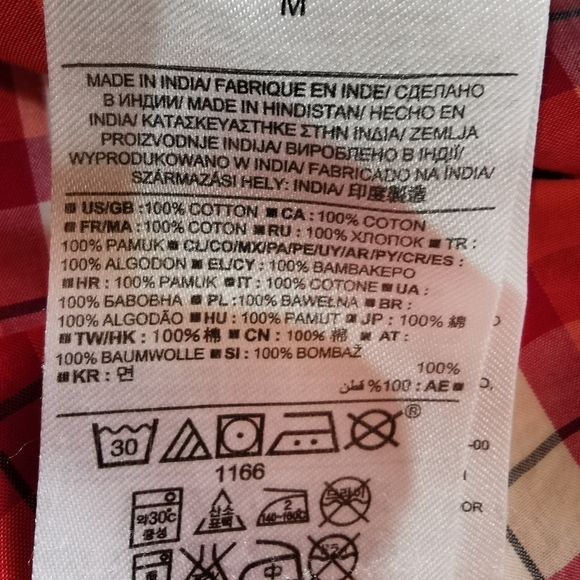 M
MADE IN INDIA/ FABRIQUE EN INDE/ СДЕЛАНО
В ИНДИИ/ MADE IN HINDISTAN/ HECHO EN
INDIA/ ΚΑΤΑΣΚΕΥΑΣΤΗΚΕ ΣΤΗΝ ΙΝΔΙΑ/ ZEMLJA
PROIZVODNJE INDIJA/ ВИРОБЛЕНО В ІНДІЇ/
WYPRODUKOWANO W INDIA/ FABRICADO NA ÍNDIA/
SZÁRMAZÁSI HELY: INDIA/ 印度製造
US/GB :100% COTTON ■ CA : 100% COTON
■ FR/MA : 100% COTON ■ RU : 100% ХЛОПОК ■ TR :
100% PAMUK ■ CL/CO/MX/PA/PE/UY/AR/PY/CR/ES :
100% ALGODON ■ EL/CY : 100% ΒΑΜΒΑΚΕΡΟ
■ HR : 100% PAMUK ■ IT : 100% COTONE ■ UA :
100% БАВОВНА ■ PL :100% BAWEŁNA ■ BR :
100% ALGODÃO ■ HU : 100% PAMUT ■ JP : 100% 綿
■ TW/HK : 100% 棉 ■ CN : 100% 棉 ■ AT :
100% BAUMWOLLE ■ SI : 100% BOMBAŽ
■ KR : 면 100%
■ AE : 100% قطن
30 ®
1166
약30℃ 중성 산소 표백 2 140~160℃ 드라이
中
-00
I
OR